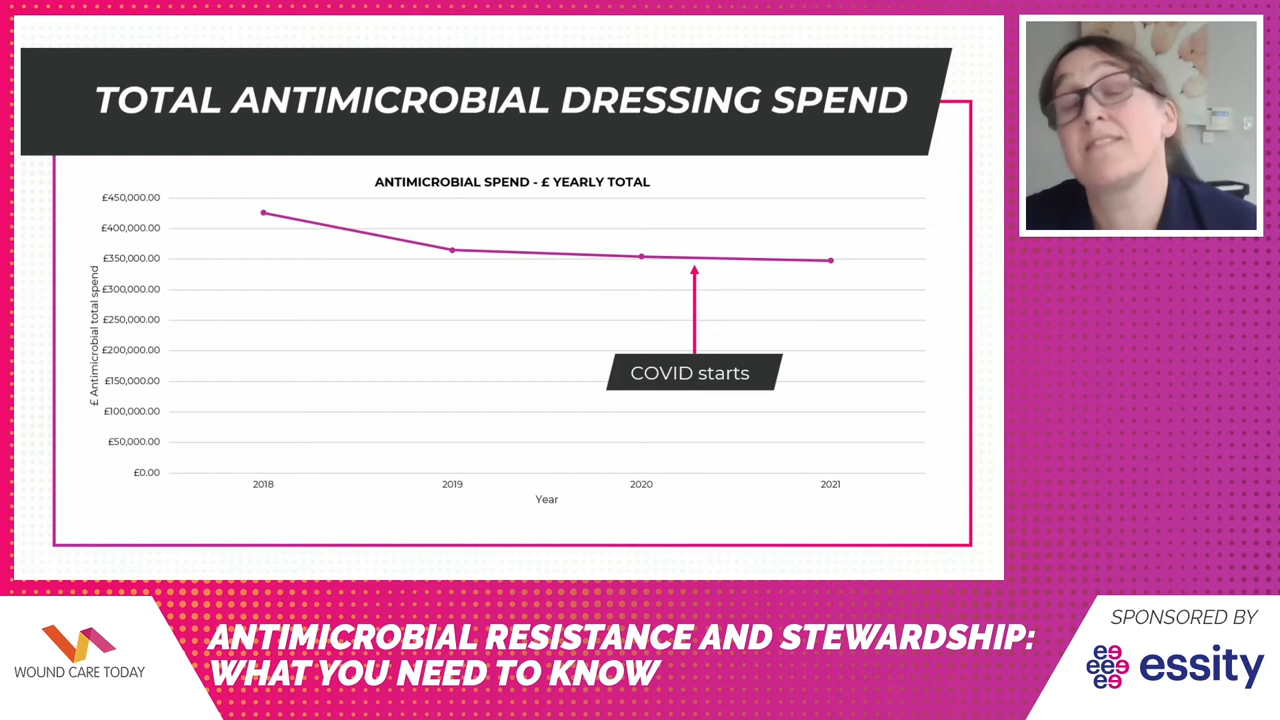 TOTAL ANTIMICROBIAL DRESSING SPEND
ANTIMICROBIAL SPEND - £ YEARLY TOTAL
£ Antimicrobial total spend
£450,000.00
£400,000.00
£350,000.00
£300,000.00
£250,000.00
£200,000.00
£150,000.00
£100,000.00
£50,000.00
£0.00
COVID starts
2018 2019 2020 2021
Year
WOUND CARE TODAY
ANTIMICROBIAL RESISTANCE AND STEWARDSHIP:
WHAT YOU NEED TO KNOW
SPONSORED BY
essity